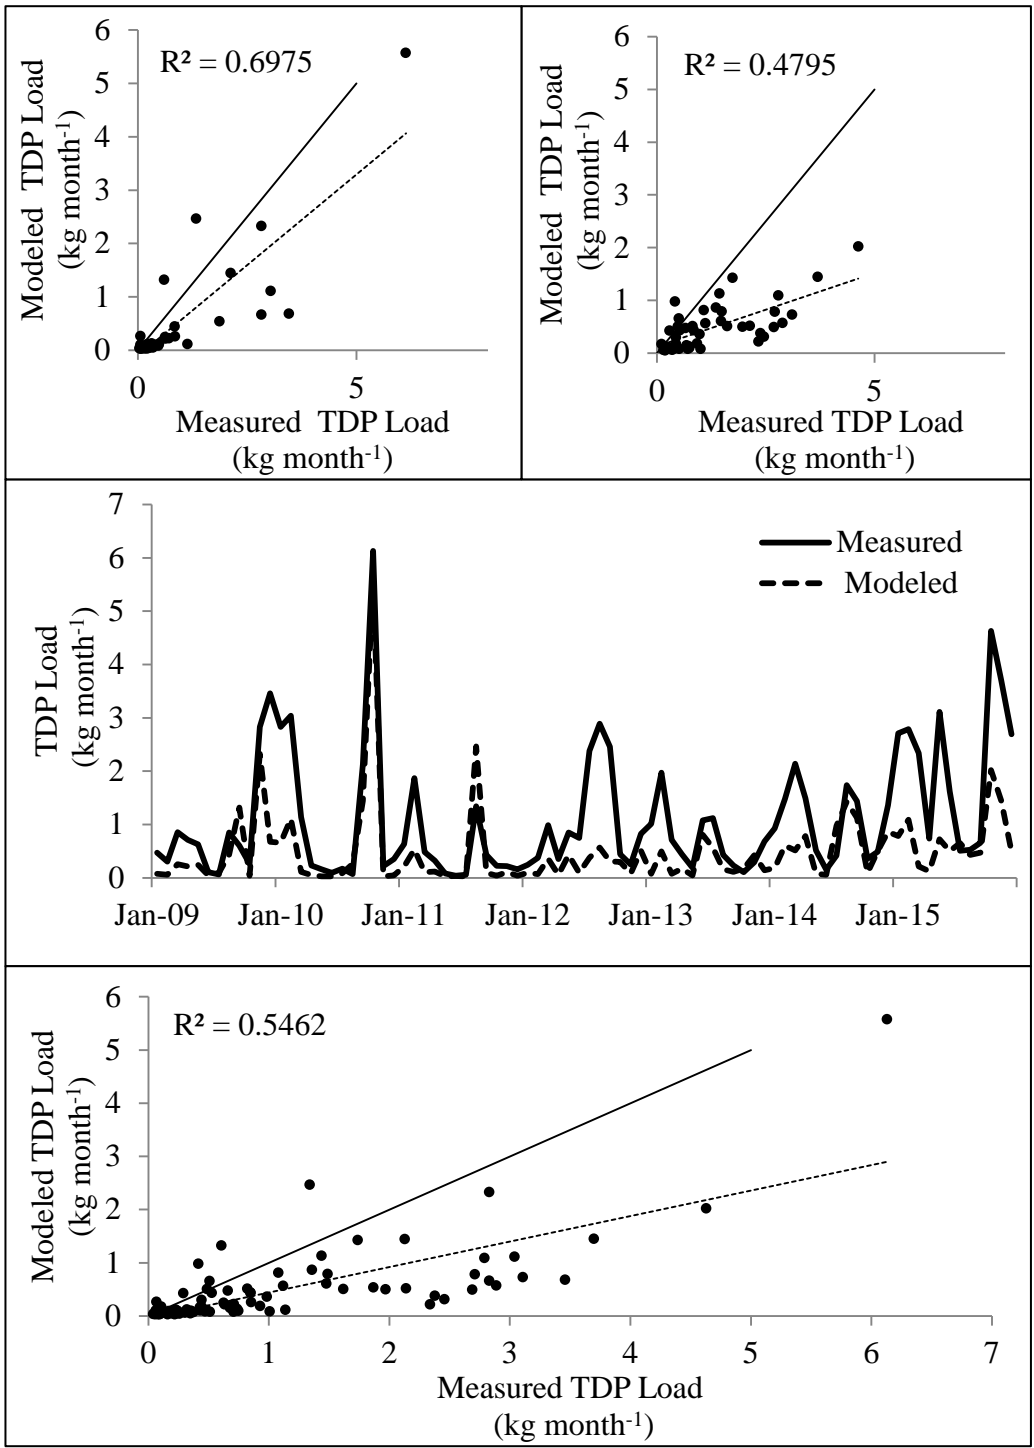 R² = 0.6975
Modeled TDP Load
(kg month⁻¹)
6
5
4
3
2
1
0
0 5
Measured TDP Load
(kg month⁻¹)
R² = 0.4795
Modeled TDP Load
(kg month⁻¹)
6
5
4
3
2
1
0
0 5
Measured TDP Load
(kg month⁻¹)
TDP Load
(kg month⁻¹)
7
6
5
4
3
2
1
0
Measured
Modeled
Jan-09 Jan-10 Jan-11 Jan-12 Jan-13 Jan-14 Jan-15
R² = 0.5462
Modeled TDP Load
(kg month⁻¹)
6
5
4
3
2
1
0
0 1 2 3 4 5 6 7
Measured TDP Load
(kg month⁻¹)